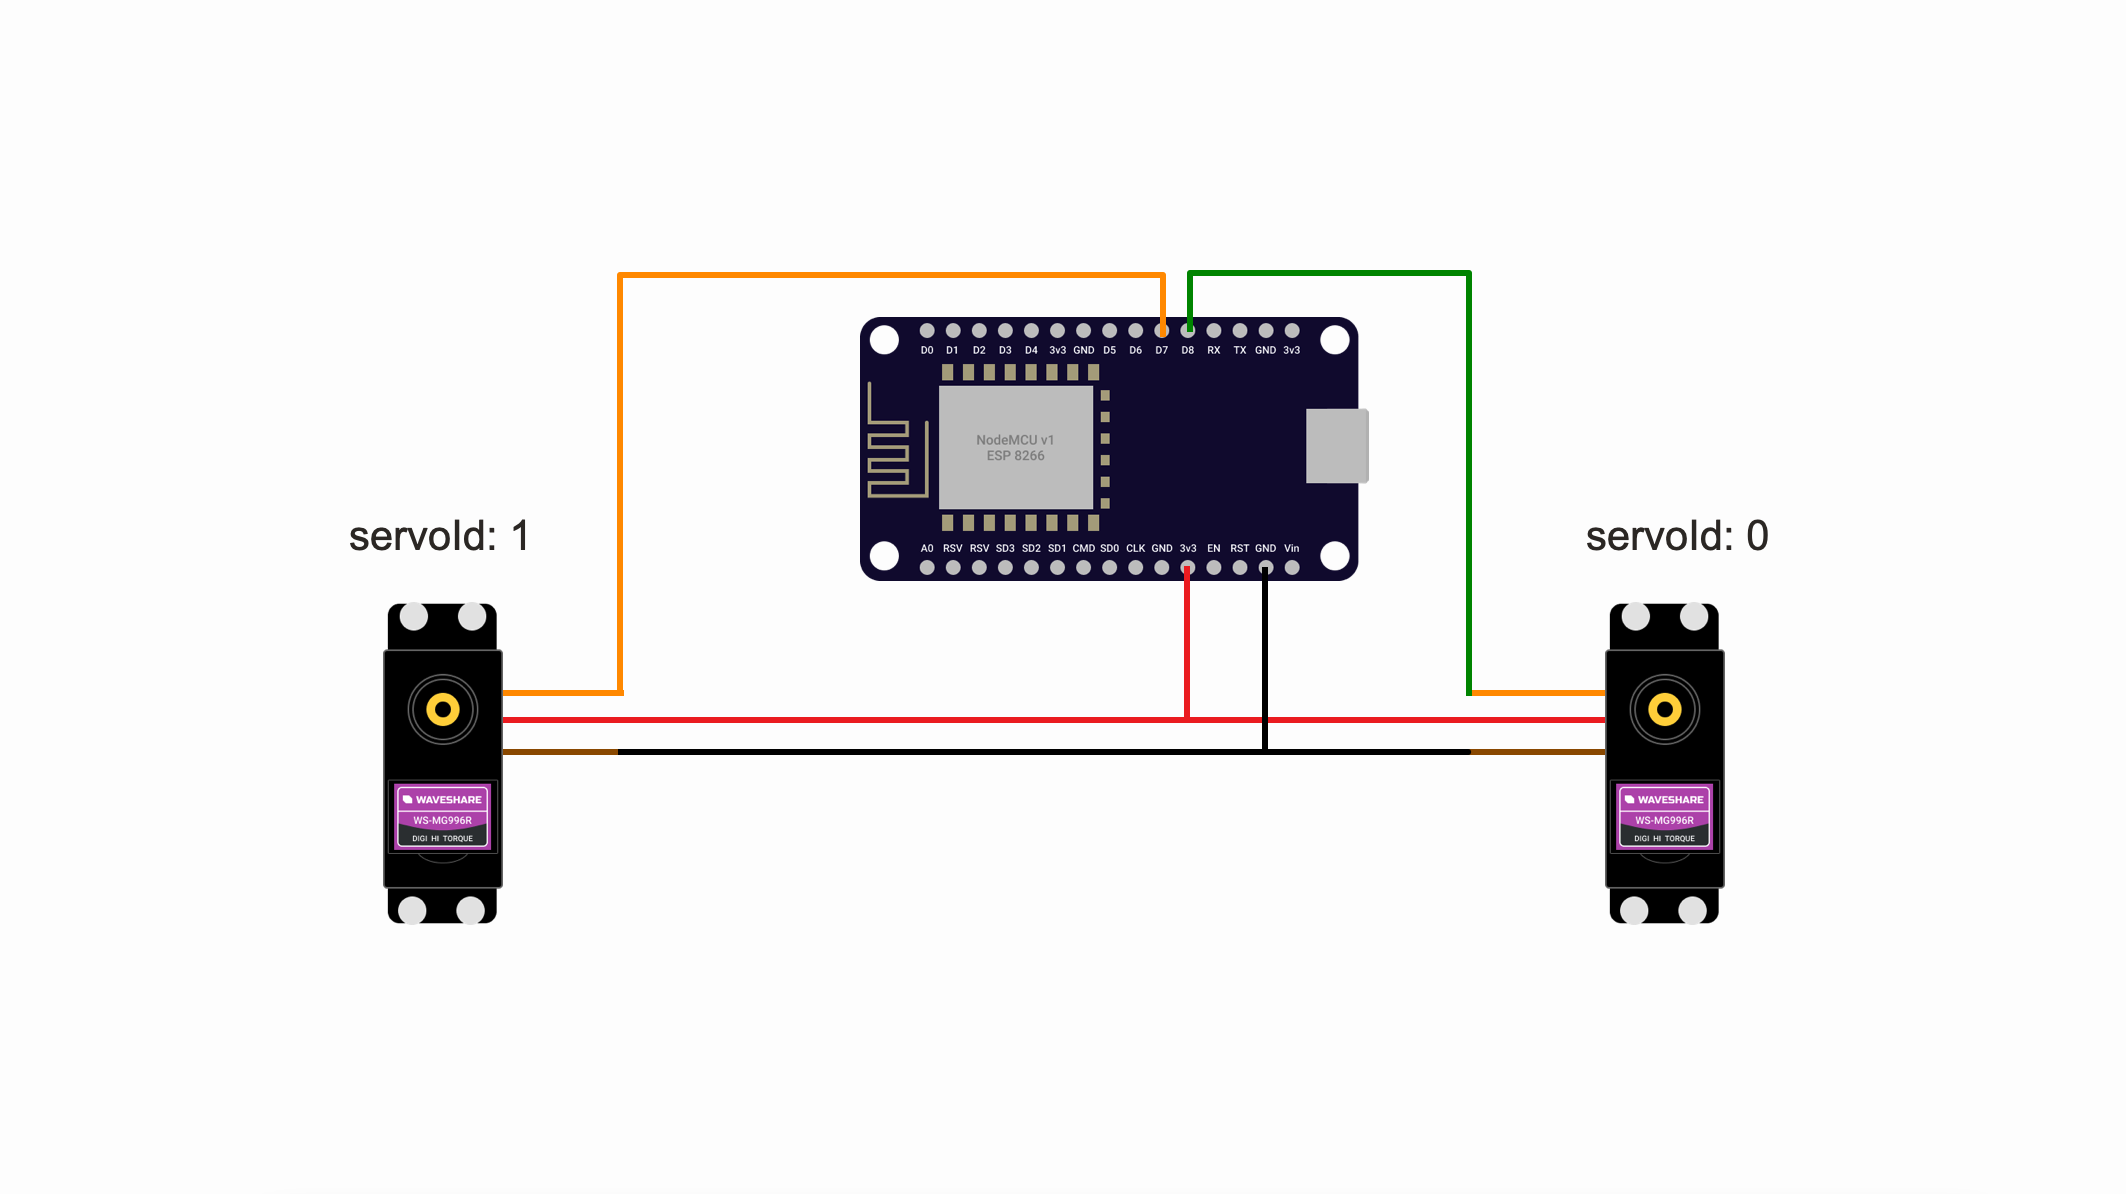 D0 D1 D2 D3 D4 3v3 GND D5 D6 D7 D8 RX TX GND 3v3
NodeMCU v1
ESP 8266
A0 RSV RSV SD3 SD2 SD1 CMD SD0 CLK GND 3v3 EN RST GND Vin
servoId: 1
servoId: 0
WAVESHARE
WS-MG996R
DIGI HI TORQUE
WAVESHARE
WS-MG996R
DIGI HI TORQUE